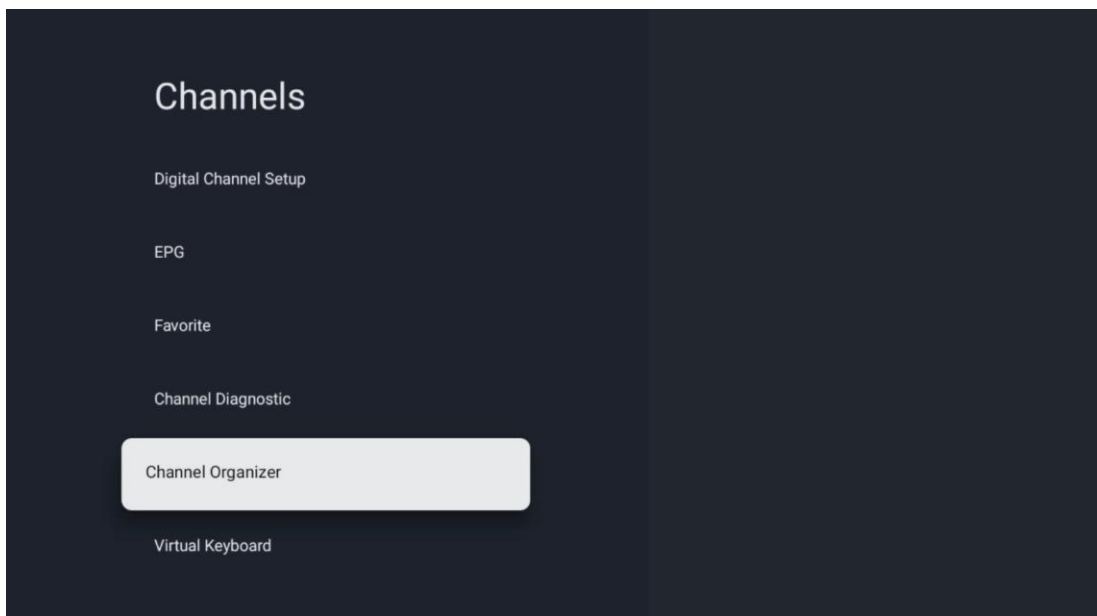 Channels
Digital Channel Setup
EPG
Favorite
Channel Diagnostic
Channel Organizer
Virtual Keyboard